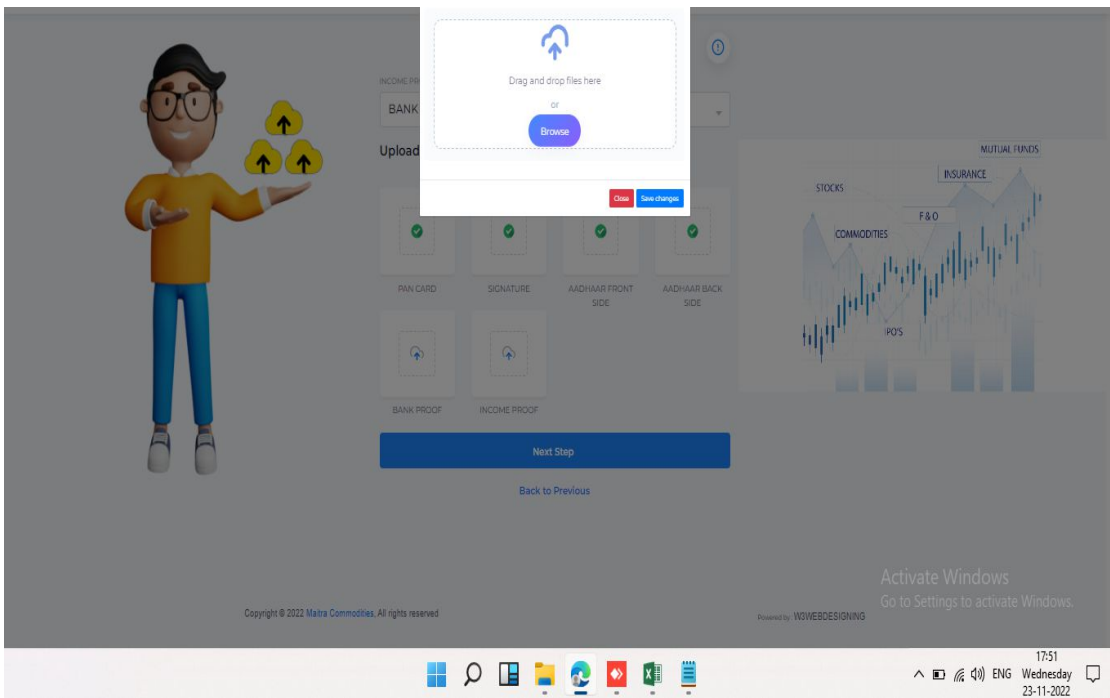 Drag and drop files here
or
Browse
Close Save changes
BANK
Upload
PAN CARD
SIGNATURE
AADHAAR FRONT
SIDE
AADHAAR BACK
SIDE
BANK PROOF
INCOME PROOF
Next Step
Back to Previous
MUTUAL FUNDS
INSURANCE
STOCKS
F & O
COMMODITIES
IPO'S
Activate Windows
Go to Settings to activate Windows.
Copyright © 2022 Maitra Commodities. All rights reserved
Powered by : W3WEBDESIGNING
17:51
ENG Wednesday
23-11-2022